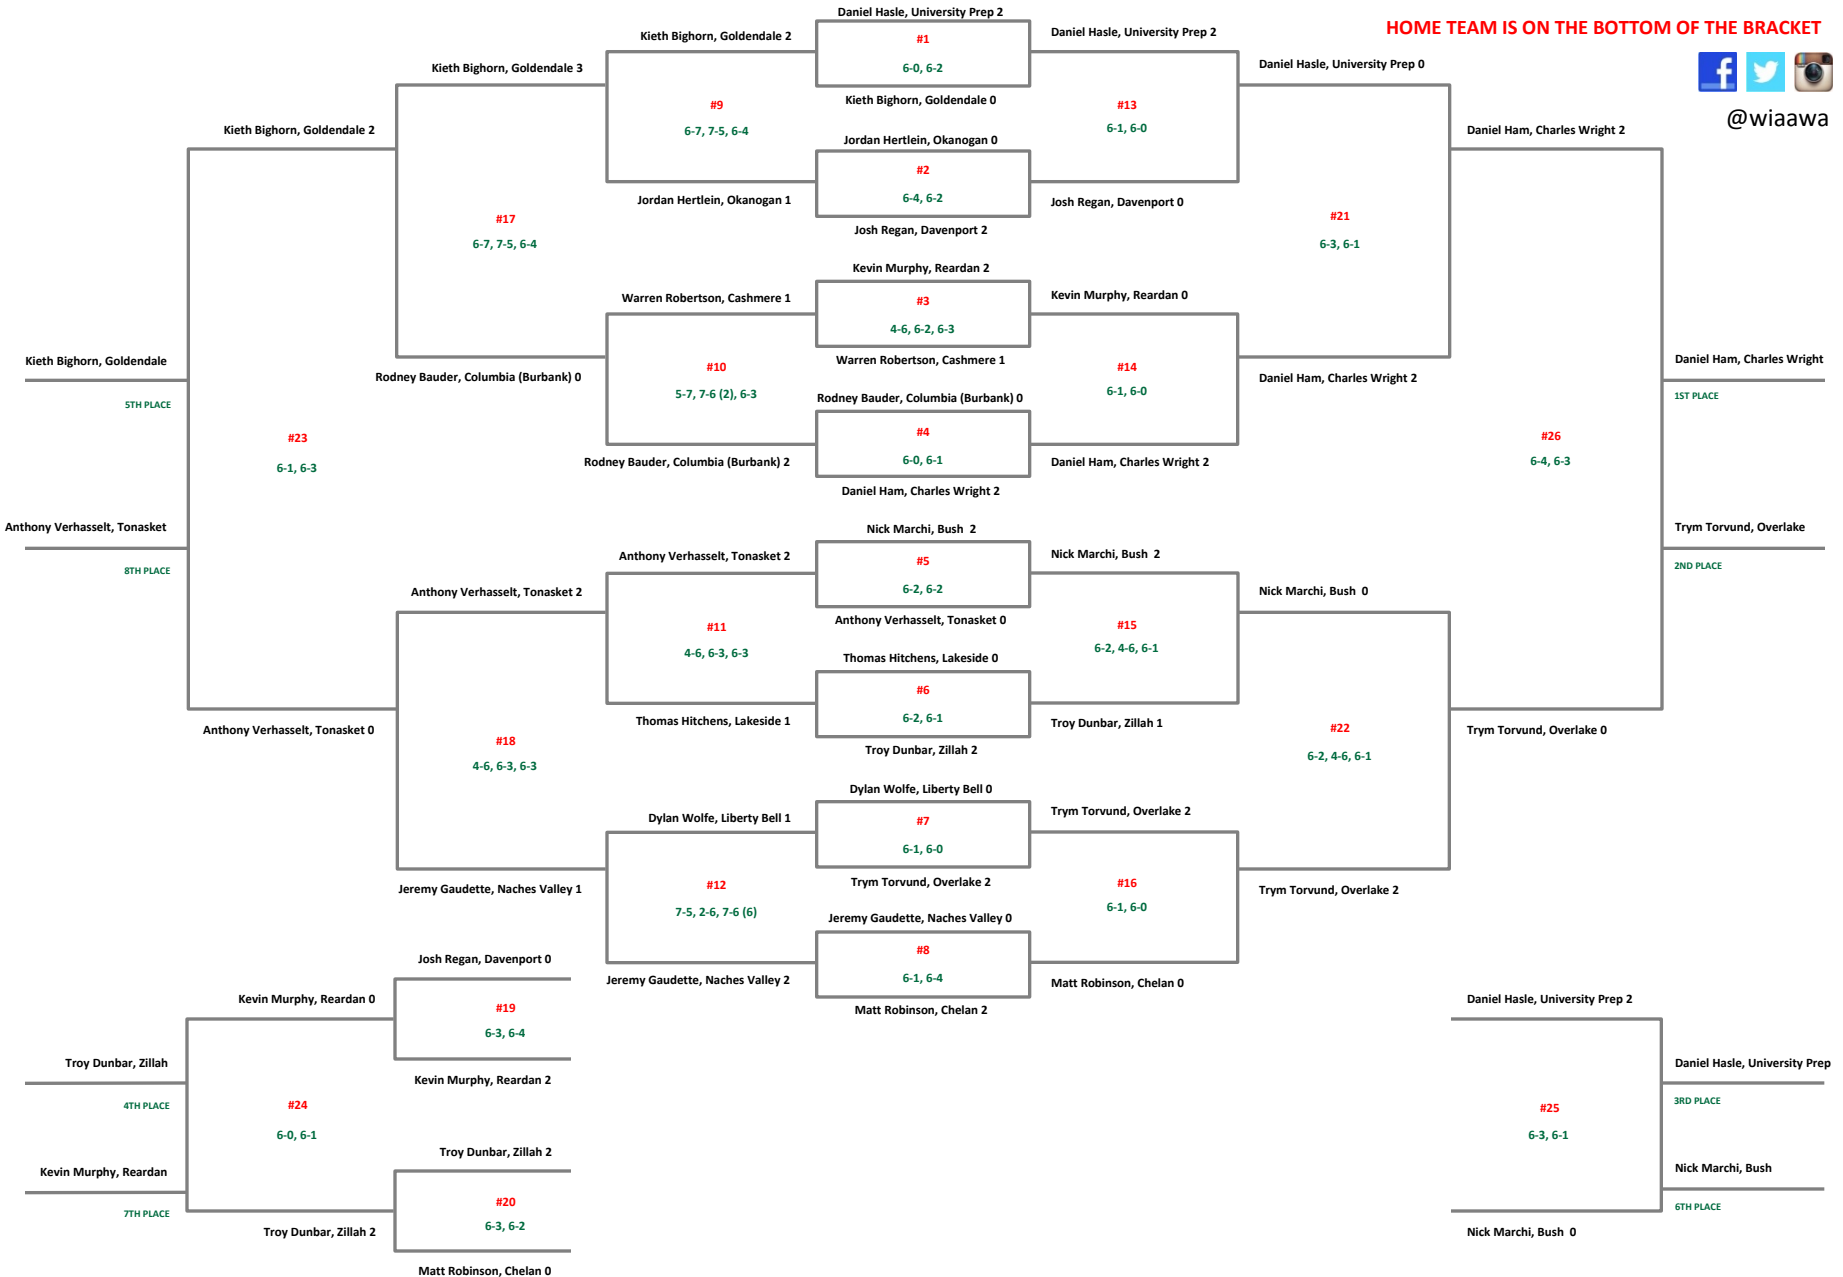 HOME TEAM IS ON THE BOTTOM OF THE BRACKET
@wiaawa
Daniel Hasle, University Prep 2
#1
6-0, 6-2
Kieth Bighorn, Goldendale 0
Jordan Hertlein, Okanogan 0
#2
6-4, 6-2
Josh Regan, Davenport 2
Kevin Murphy, Reardan 2
#3
4-6, 6-2, 6-3
Warren Robertson, Cashmere 1
Rodney Bauder, Columbia (Burbank) 0
#4
6-0, 6-1
Daniel Ham, Charles Wright 2
Nick Marchi, Bush 2
#5
6-2, 6-2
Anthony Verhasselt, Tonasket 0
Thomas Hitchens, Lakeside 0
#6
6-2, 6-1
Troy Dunbar, Zillah 2
Dylan Wolfe, Liberty Bell 0
#7
6-1, 6-0
Trym Torvund, Overlake 2
Jeremy Gaudette, Naches Valley 0
#8
6-1, 6-4
Matt Robinson, Chelan 2
Kieth Bighorn, Goldendale 2
#9
6-7, 7-5, 6-4
Jordan Hertlein, Okanogan 1
Warren Robertson, Cashmere 1
#10
5-7, 7-6 (2), 6-3
Rodney Bauder, Columbia (Burbank) 2
Anthony Verhasselt, Tonasket 2
#11
4-6, 6-3, 6-3
Thomas Hitchens, Lakeside 1
Dylan Wolfe, Liberty Bell 1
#12
7-5, 2-6, 7-6 (6)
Jeremy Gaudette, Naches Valley 2
Daniel Hasle, University Prep 2
#13
6-1, 6-0
Josh Regan, Davenport 0
Kevin Murphy, Reardan 0
#14
6-1, 6-0
Daniel Ham, Charles Wright 2
Nick Marchi, Bush 2
#15
6-2, 4-6, 6-1
Troy Dunbar, Zillah 1
Trym Torvund, Overlake 2
#16
6-1, 6-0
Matt Robinson, Chelan 0
Kieth Bighorn, Goldendale 3
#17
6-7, 7-5, 6-4
Rodney Bauder, Columbia (Burbank) 0
Anthony Verhasselt, Tonasket 2
#18
4-6, 6-3, 6-3
Jeremy Gaudette, Naches Valley 1
Josh Regan, Davenport 0
#19
6-3, 6-4
Kevin Murphy, Reardan 2
Troy Dunbar, Zillah 2
#20
6-3, 6-2
Matt Robinson, Chelan 0
Daniel Hasle, University Prep 0
#21
6-3, 6-1
Daniel Ham, Charles Wright 2
Nick Marchi, Bush 0
#22
6-2, 4-6, 6-1
Trym Torvund, Overlake 2
Kieth Bighorn, Goldendale 2
#23
6-1, 6-3
Anthony Verhasselt, Tonasket 0
Kieth Bighorn, Goldendale
5TH PLACE
Anthony Verhasselt, Tonasket
8TH PLACE
Kevin Murphy, Reardan 0
#24
6-0, 6-1
Troy Dunbar, Zillah 2
Troy Dunbar, Zillah
4TH PLACE
Kevin Murphy, Reardan
7TH PLACE
Daniel Hasle, University Prep 2
#25
6-3, 6-1
Nick Marchi, Bush 0
Daniel Hasle, University Prep
3RD PLACE
Nick Marchi, Bush
6TH PLACE
Daniel Ham, Charles Wright 2
#26
6-4, 6-3
Trym Torvund, Overlake 0
Daniel Ham, Charles Wright
1ST PLACE
Trym Torvund, Overlake
2ND PLACE